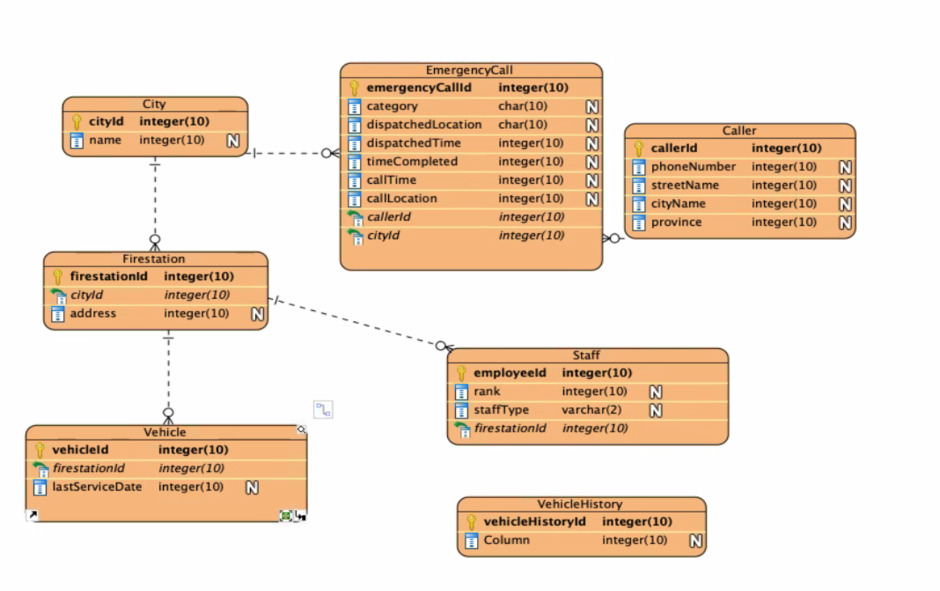 City
cityId integer(10)
name integer(10) N
EmergencyCall
emergencyCallId integer(10)
category char(10) N
dispatchedLocation char(10) N
dispatchedTime integer(10) N
timeCompleted integer(10) N
callTime integer(10) N
callLocation integer(10) N
callerId integer(10)
cityId integer(10)
Caller
callerId integer(10)
phoneNumber integer(10) N
streetName integer(10) N
cityName integer(10) N
province integer(10) N
Firestation
firestationId integer(10)
cityId integer(10)
address integer(10) N
Staff
employeeId integer(10)
rank integer(10) N
staffType varchar(2) N
firestationId integer(10)
Vehicle
vehicleId integer(10)
firestationId integer(10)
lastServiceDate integer(10) N
VehicleHistory
vehicleHistoryId integer(10)
Column integer(10) N